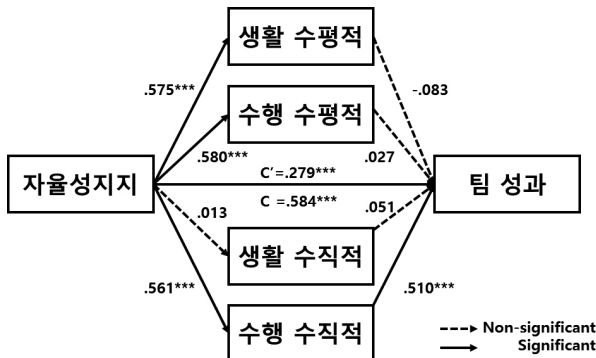 생활 수평적
.575***
-.083
수행 수평적
.580***
.027
C′=.279***
자율성지지
팀 성과
C =.584***
.013
.051
생활 수직적
.561***
.510***
수행 수직적
Non-significant
Significant